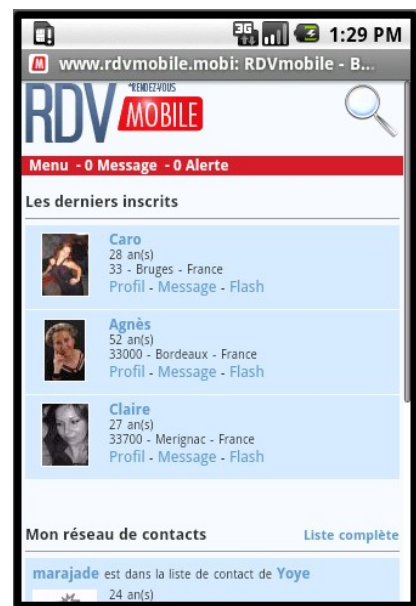 3G 1:29 PM
www.rdvmobile.mobi: RDVmobile - B...
RENDEZ-VOUS
RDV MOBILE
Menu - 0 Message - 0 Alerte
Les derniers inscrits
Caro
28 an(s)
33 - Bruges - France
Profil - Message - Flash
Agnès
52 an(s)
33000 - Bordeaux - France
Profil - Message - Flash
Claire
27 an(s)
33700 - Merignac - France
Profil - Message - Flash
Mon réseau de contacts Liste complète
marajade est dans la liste de contact de Yoye
24 an(s)